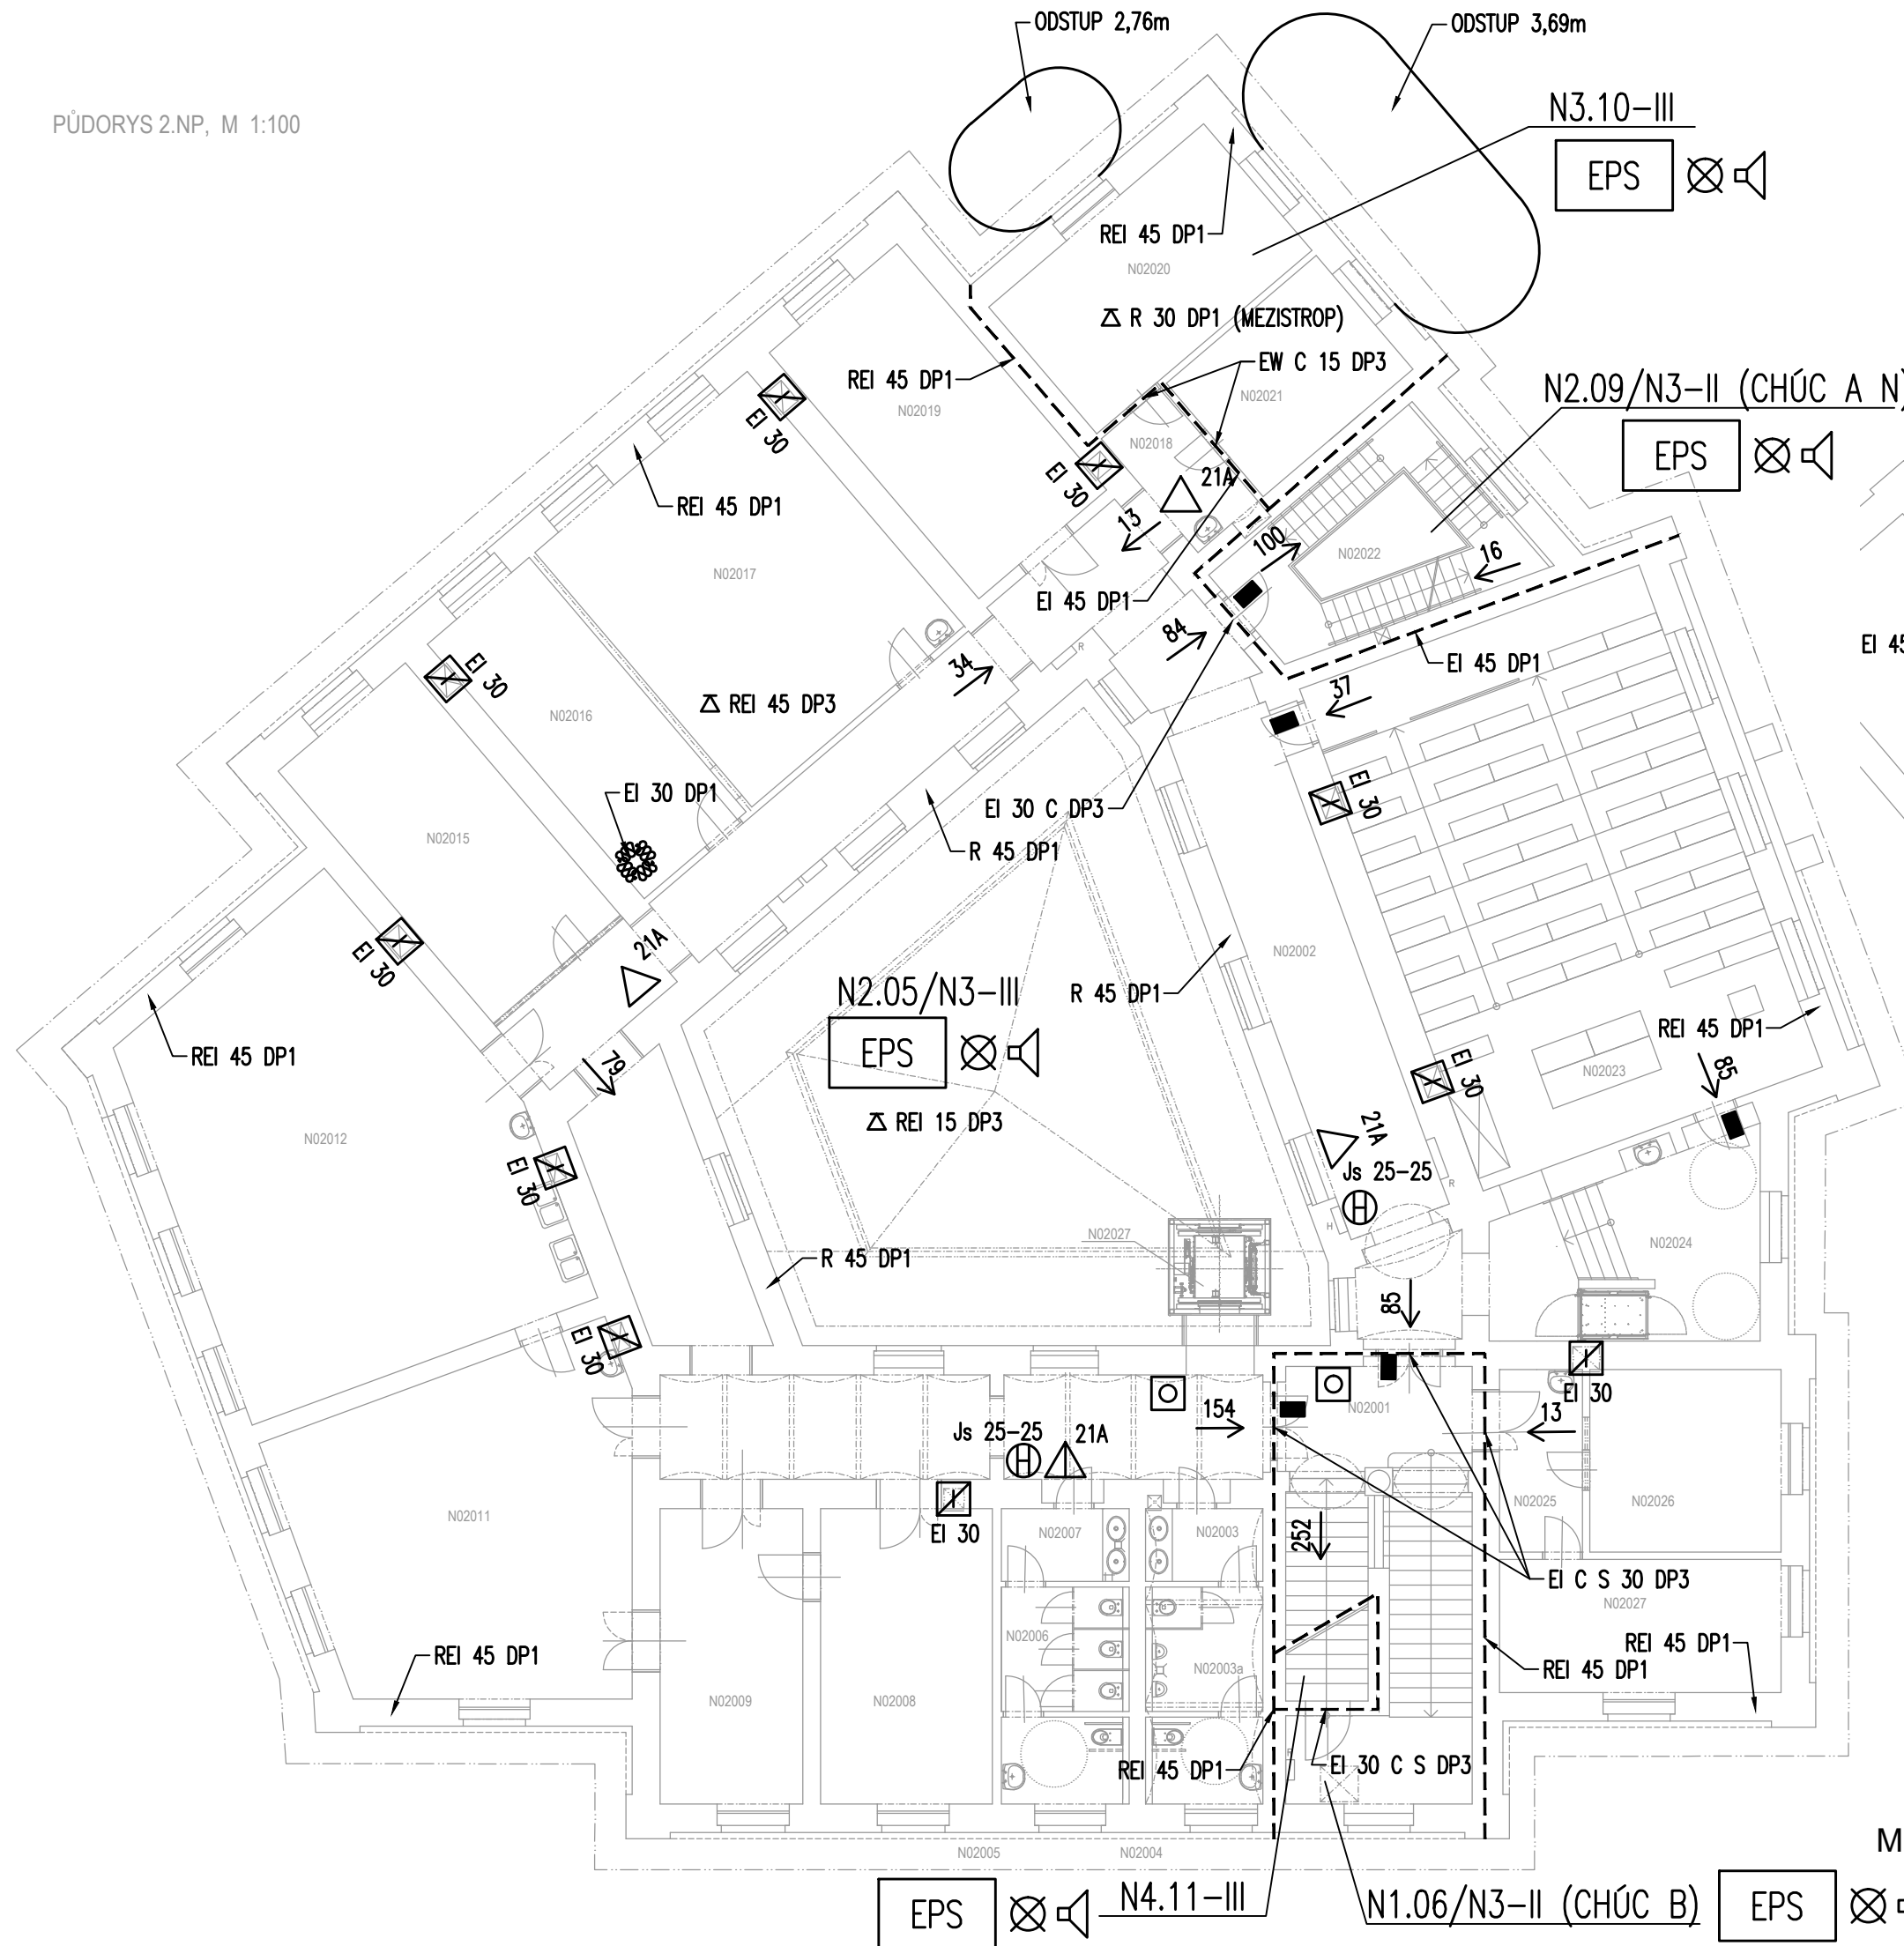 ODSTUP 2,76m
ODSTUP 3,69m
PŮDORYS 2.NP, M 1:100
N3.10-III
EPS
REI 45 DP1
N02020
R 30 DP1 (MEZISTROP)
EW C 15 DP3
REI 45 DP1
N02019
N02021
N2.09/N3-II (CHÚC A N)
EPS
EI 30
N02018
21A
EI 30
REI 45 DP1
13
100
N02022
16
N02017
EI 45 DP1
84
EI 45
34
R
EI 45 DP1
EI 30
37
REI 45 DP3
N02016
EI 30 DP1
EI 30 C DP3
EI 30
N02015
R 45 DP1
21A
EI 30
N02002
N2.05/N3-III
R 45 DP1
EPS
REI 45 DP1
REI 45 DP1
79
EI 30
N02023
85
REI 15 DP3
N02012
21A
EI 30
Js 25-25
R
H
N02027
N02024
R 45 DP1
85
EI 30
EI 30
N02001
154
13
Js 25-25
21A
N02011
EI 30
N02007
N02003
252
N02025
N02026
EI C S 30 DP3
N02027
N02006
REI 45 DP1
REI 45 DP1
REI 45 DP1
N02003a
N02009
N02008
REI 45 DP1
EI 30 C S DP3
R
N02005
N02004
M
EPS
N4.11-III
N1.06/N3-II (CHÚC B)
EPS